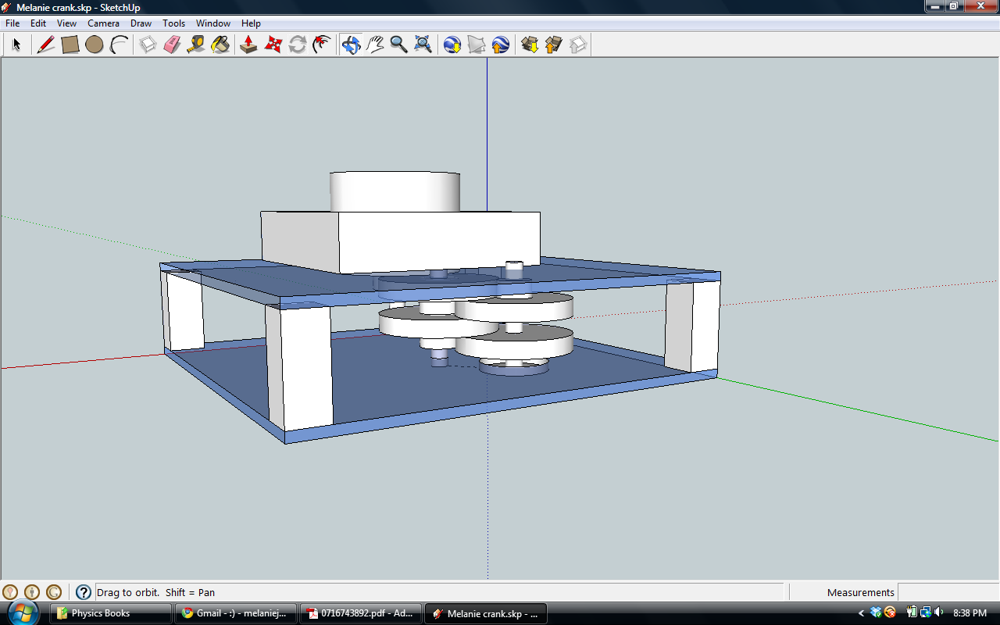 Melanie crank.skp - SketchUp
File Edit View Camera Draw Tools Window Help
Drag to orbit. Shift = Pan
Measurements
Physics Books
Gmail - :) - melaniej...
0716743892.pdf - Ad...
Melanie crank.skp - ...
8:38 PM